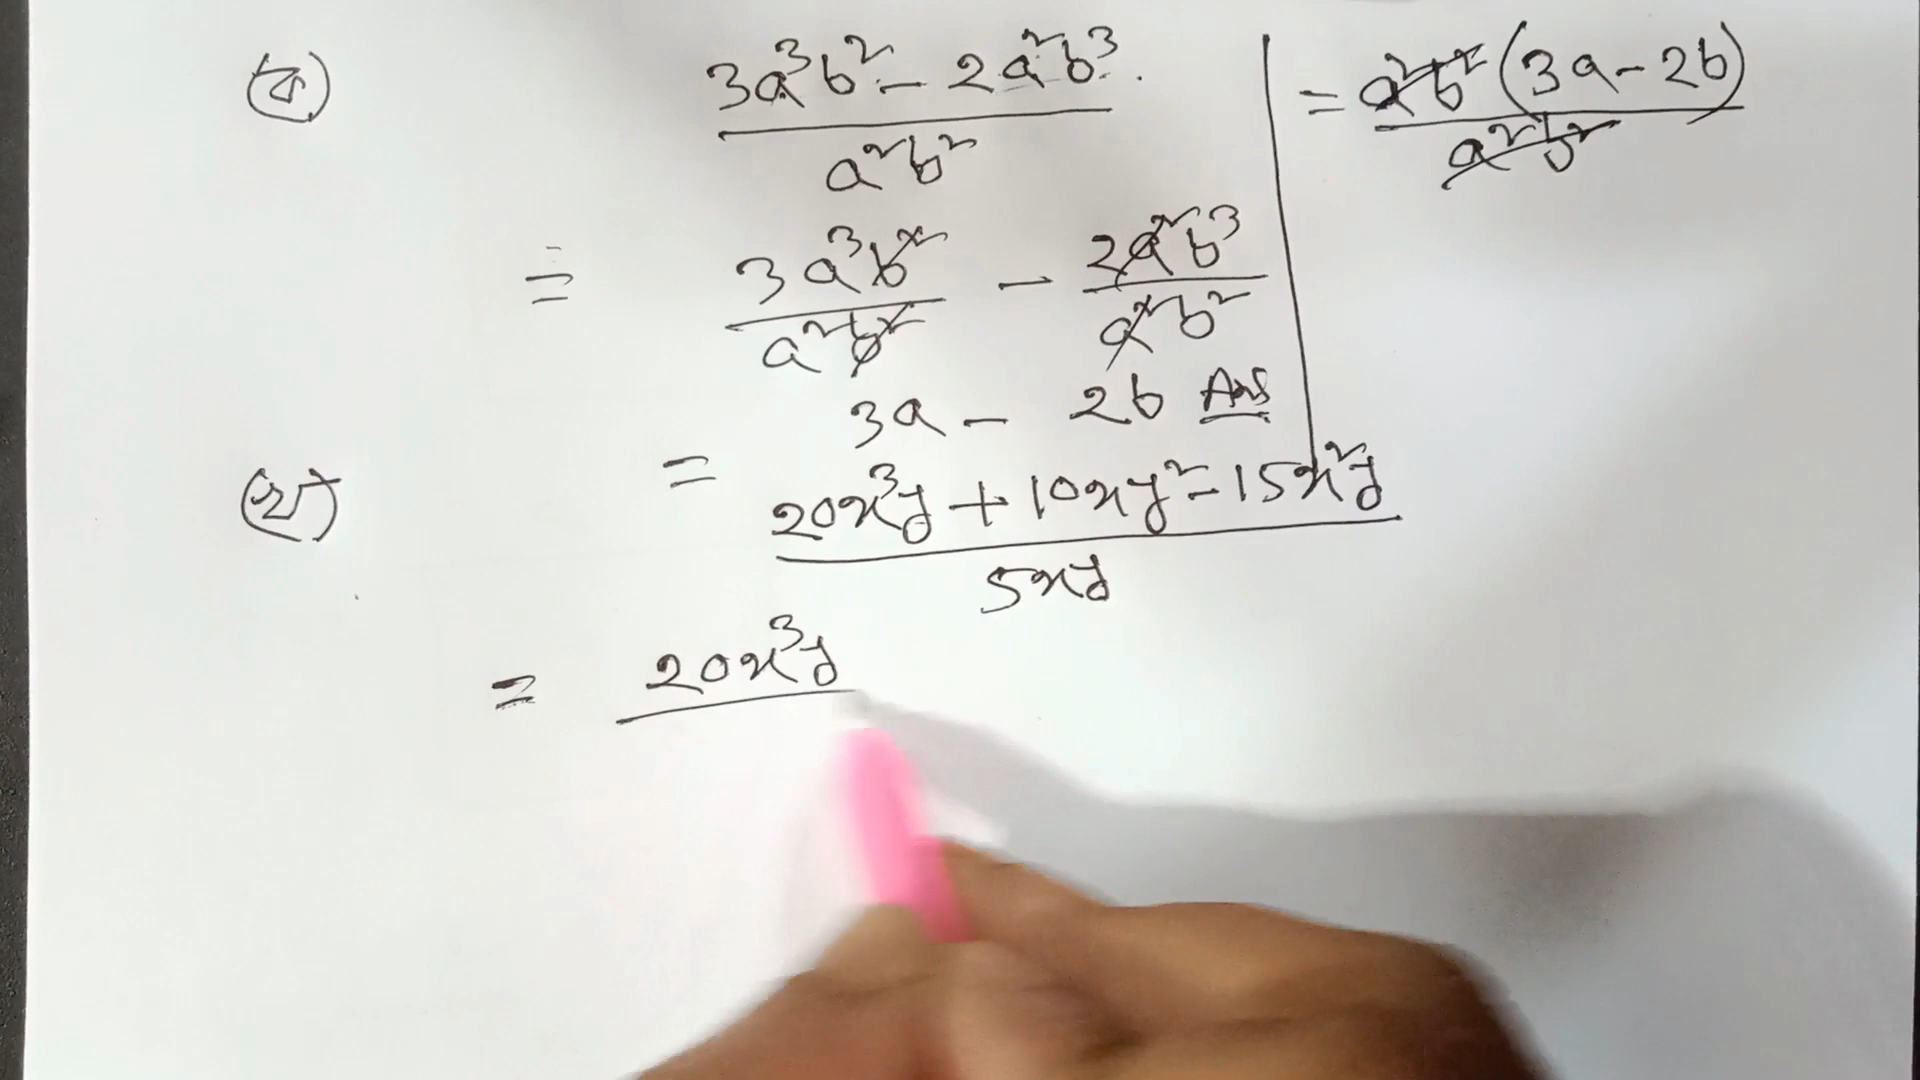 (क) (3a³b² - 2a²b³) / (a²b²)
= a²b²(3a - 2b) / a²b²
= 3a³b² / a²b² - 2a²b³ / a²b²
= 3a - 2b Ans
(20x³y + 10xy² - 15x²y) / 5xy
= 20x³y